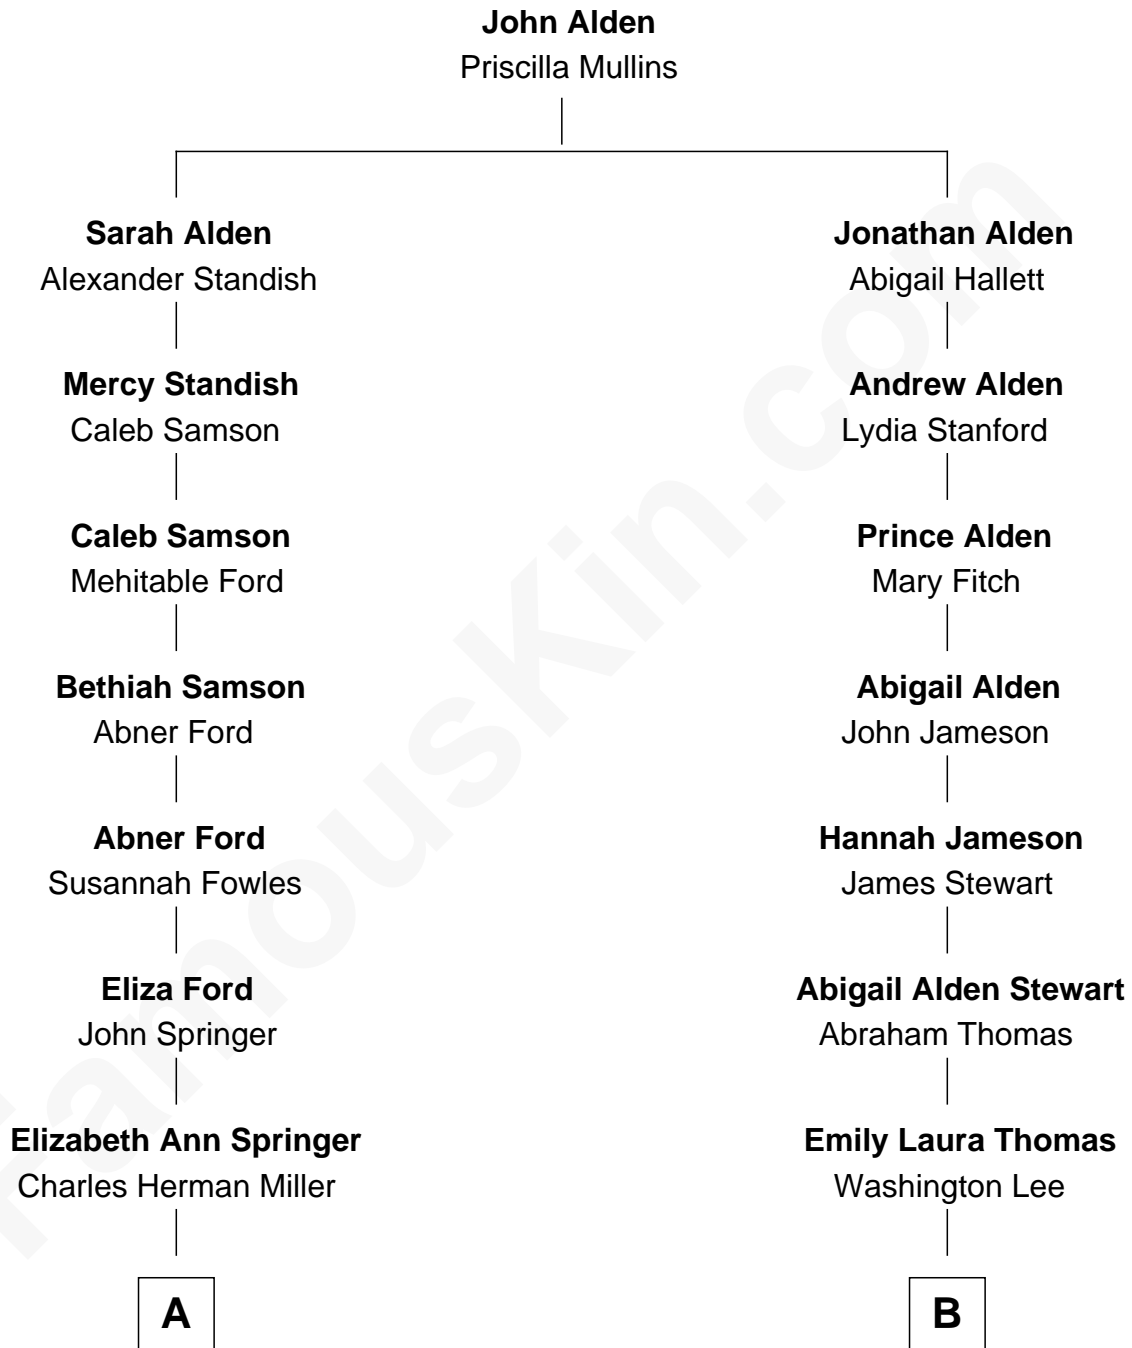 John Alden
Priscilla Mullins
Sarah Alden
Alexander Standish
Jonathan Alden
Abigail Hallett
Mercy Standish
Caleb Samson
Andrew Alden
Lydia Stanford
Caleb Samson
Mehitable Ford
Prince Alden
Mary Fitch
Bethiah Samson
Abner Ford
Abigail Alden
John Jameson
Abner Ford
Susannah Fowles
Hannah Jameson
James Stewart
Eliza Ford
John Springer
Abigail Alden Stewart
Abraham Thomas
Elizabeth Ann Springer
Charles Herman Miller
Emily Laura Thomas
Washington Lee
A
B
FamousKin.com